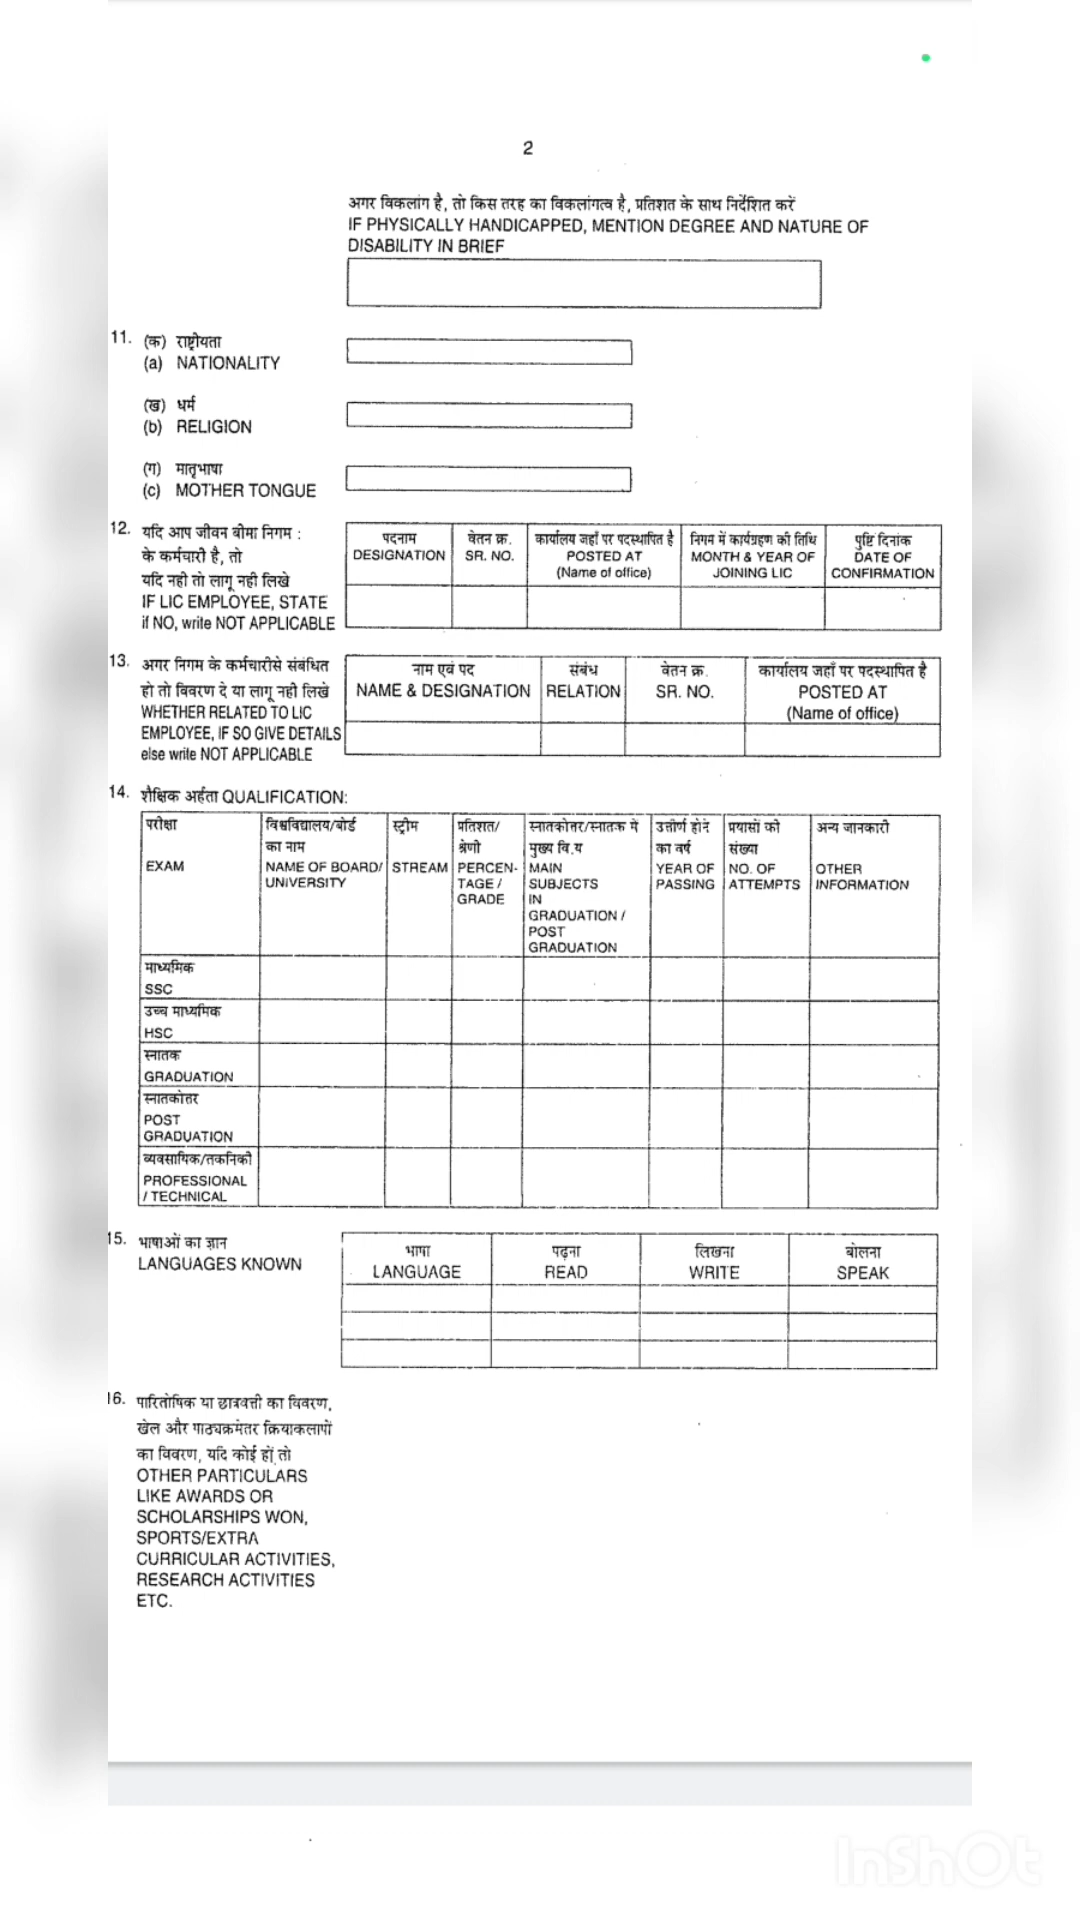 2
अगर विकलांग है, तो किस तरह का विकलांगत्व है, प्रतिशत के साथ निर्देशित करें
IF PHYSICALLY HANDICAPPED, MENTION DEGREE AND NATURE OF
DISABILITY IN BRIEF
11. (क) राष्ट्रीयता
(a) NATIONALITY
(ख) धर्म
(b) RELIGION
(ग) मातृभाषा
(c) MOTHER TONGUE
12. यदि आप जीवन बीमा निगम :
के कर्मचारी है, तो
यदि नही तो लागू नही लिखे
IF LIC EMPLOYEE, STATE
if NO, write NOT APPLICABLE
पदनाम
DESIGNATION
वेतन क्र.
SR. NO.
कार्यालय जहाँ पर पदस्थापित है
POSTED AT
(Name of office)
निगम में कार्यग्रहण की तिथि
MONTH & YEAR OF
JOINING LIC
पुष्टि दिनांक
DATE OF
CONFIRMATION
13. अगर निगम के कर्मचारीसे संबंधित
हो तो विवरण दे या लागू नही लिखे
WHETHER RELATED TO LIC
EMPLOYEE, IF SO GIVE DETAILS
else write NOT APPLICABLE
नाम एवं पद
NAME & DESIGNATION
संबंध
RELATION
वेतन क्र.
SR. NO.
कार्यालय जहाँ पर पदस्थापित है
POSTED AT
(Name of office)
14. शैक्षिक अर्हता QUALIFICATION:
परीक्षा
EXAM
विश्वविद्यालय/बोर्ड
का नाम
NAME OF BOARD/
UNIVERSITY
स्ट्रीम
STREAM
प्रतिशत/
श्रेणी
PERCEN-
TAGE /
GRADE
स्नातकोत्तर/स्नातक मे
मुख्य वि.य
MAIN
SUBJECTS
IN
GRADUATION /
POST
GRADUATION
उत्तीर्ण होने
का वर्ष
YEAR OF
PASSING
प्रयासों की
संख्या
NO. OF
ATTEMPTS
अन्य जानकारी
OTHER
INFORMATION
माध्यमिक
SSC
उच्च माध्यमिक
HSC
स्नातक
GRADUATION
स्नातकोतर
POST
GRADUATION
व्यवसायिक/तकनिकी
PROFESSIONAL
/ TECHNICAL
15. भाषाओं का ज्ञान
LANGUAGES KNOWN
भाषा
LANGUAGE
पढ़ना
READ
लिखना
WRITE
बोलना
SPEAK
16. पारितोषिक या छात्रवत्ती का विवरण,
खेल और पाठ्यक्रमेतर क्रियाकलापों
का विवरण, यदि कोई हों तो
OTHER PARTICULARS
LIKE AWARDS OR
SCHOLARSHIPS WON,
SPORTS/EXTRA
CURRICULAR ACTIVITIES,
RESEARCH ACTIVITIES
ETC.
InShOt